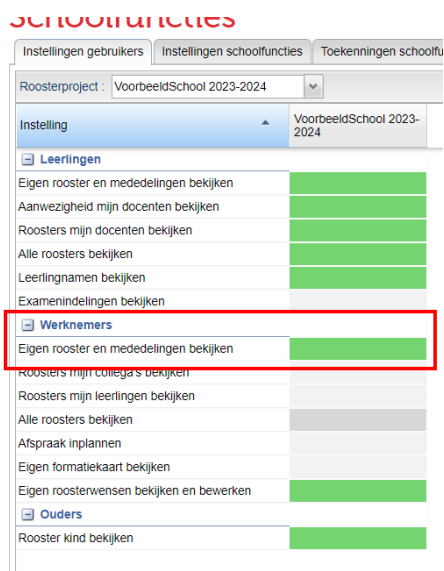 Schoolfuncties
Instellingen gebruikers
Instellingen schoolfuncties
Toekenningen schoolfu
Roosterproject : VoorbeeldSchool 2023-2024
Instelling
VoorbeeldSchool 2023-
2024
Leerlingen
Eigen rooster en mededelingen bekijken
Aanwezigheid mijn docenten bekijken
Roosters mijn docenten bekijken
Alle roosters bekijken
Leerlingnamen bekijken
Examenindelingen bekijken
Werknemers
Eigen rooster en mededelingen bekijken
Roosters mijn collega's bekijken
Roosters mijn leerlingen bekijken
Alle roosters bekijken
Afspraak inplannen
Eigen formatiekaart bekijken
Eigen roosterwensen bekijken en bewerken
Ouders
Rooster kind bekijken